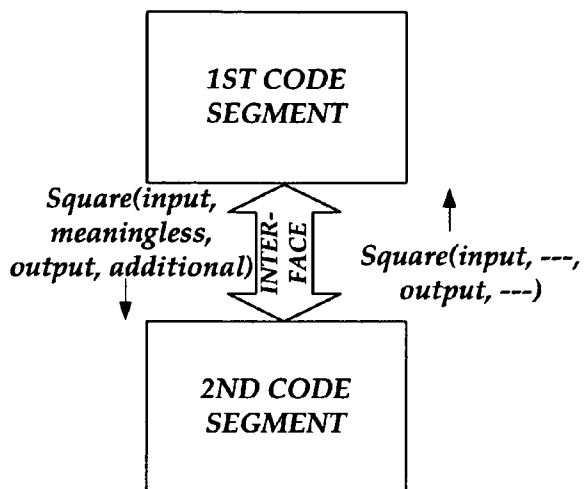 1ST CODE
SEGMENT
Square(input,
meaningless,
output, additional)
INTER-
FACE
Square(input, ---,
output, ---)
2ND CODE
SEGMENT